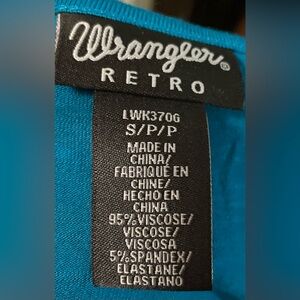 Wrangler®
RETRO
LWK370G
S/P/P
MADE IN
CHINA/
FABRIQUÉ EN
CHINE/
HECHO EN
CHINA
95% VISCOSE/
VISCOSE/
VISCOSA
5% SPANDEX/
ELASTANE/
ELASTANO